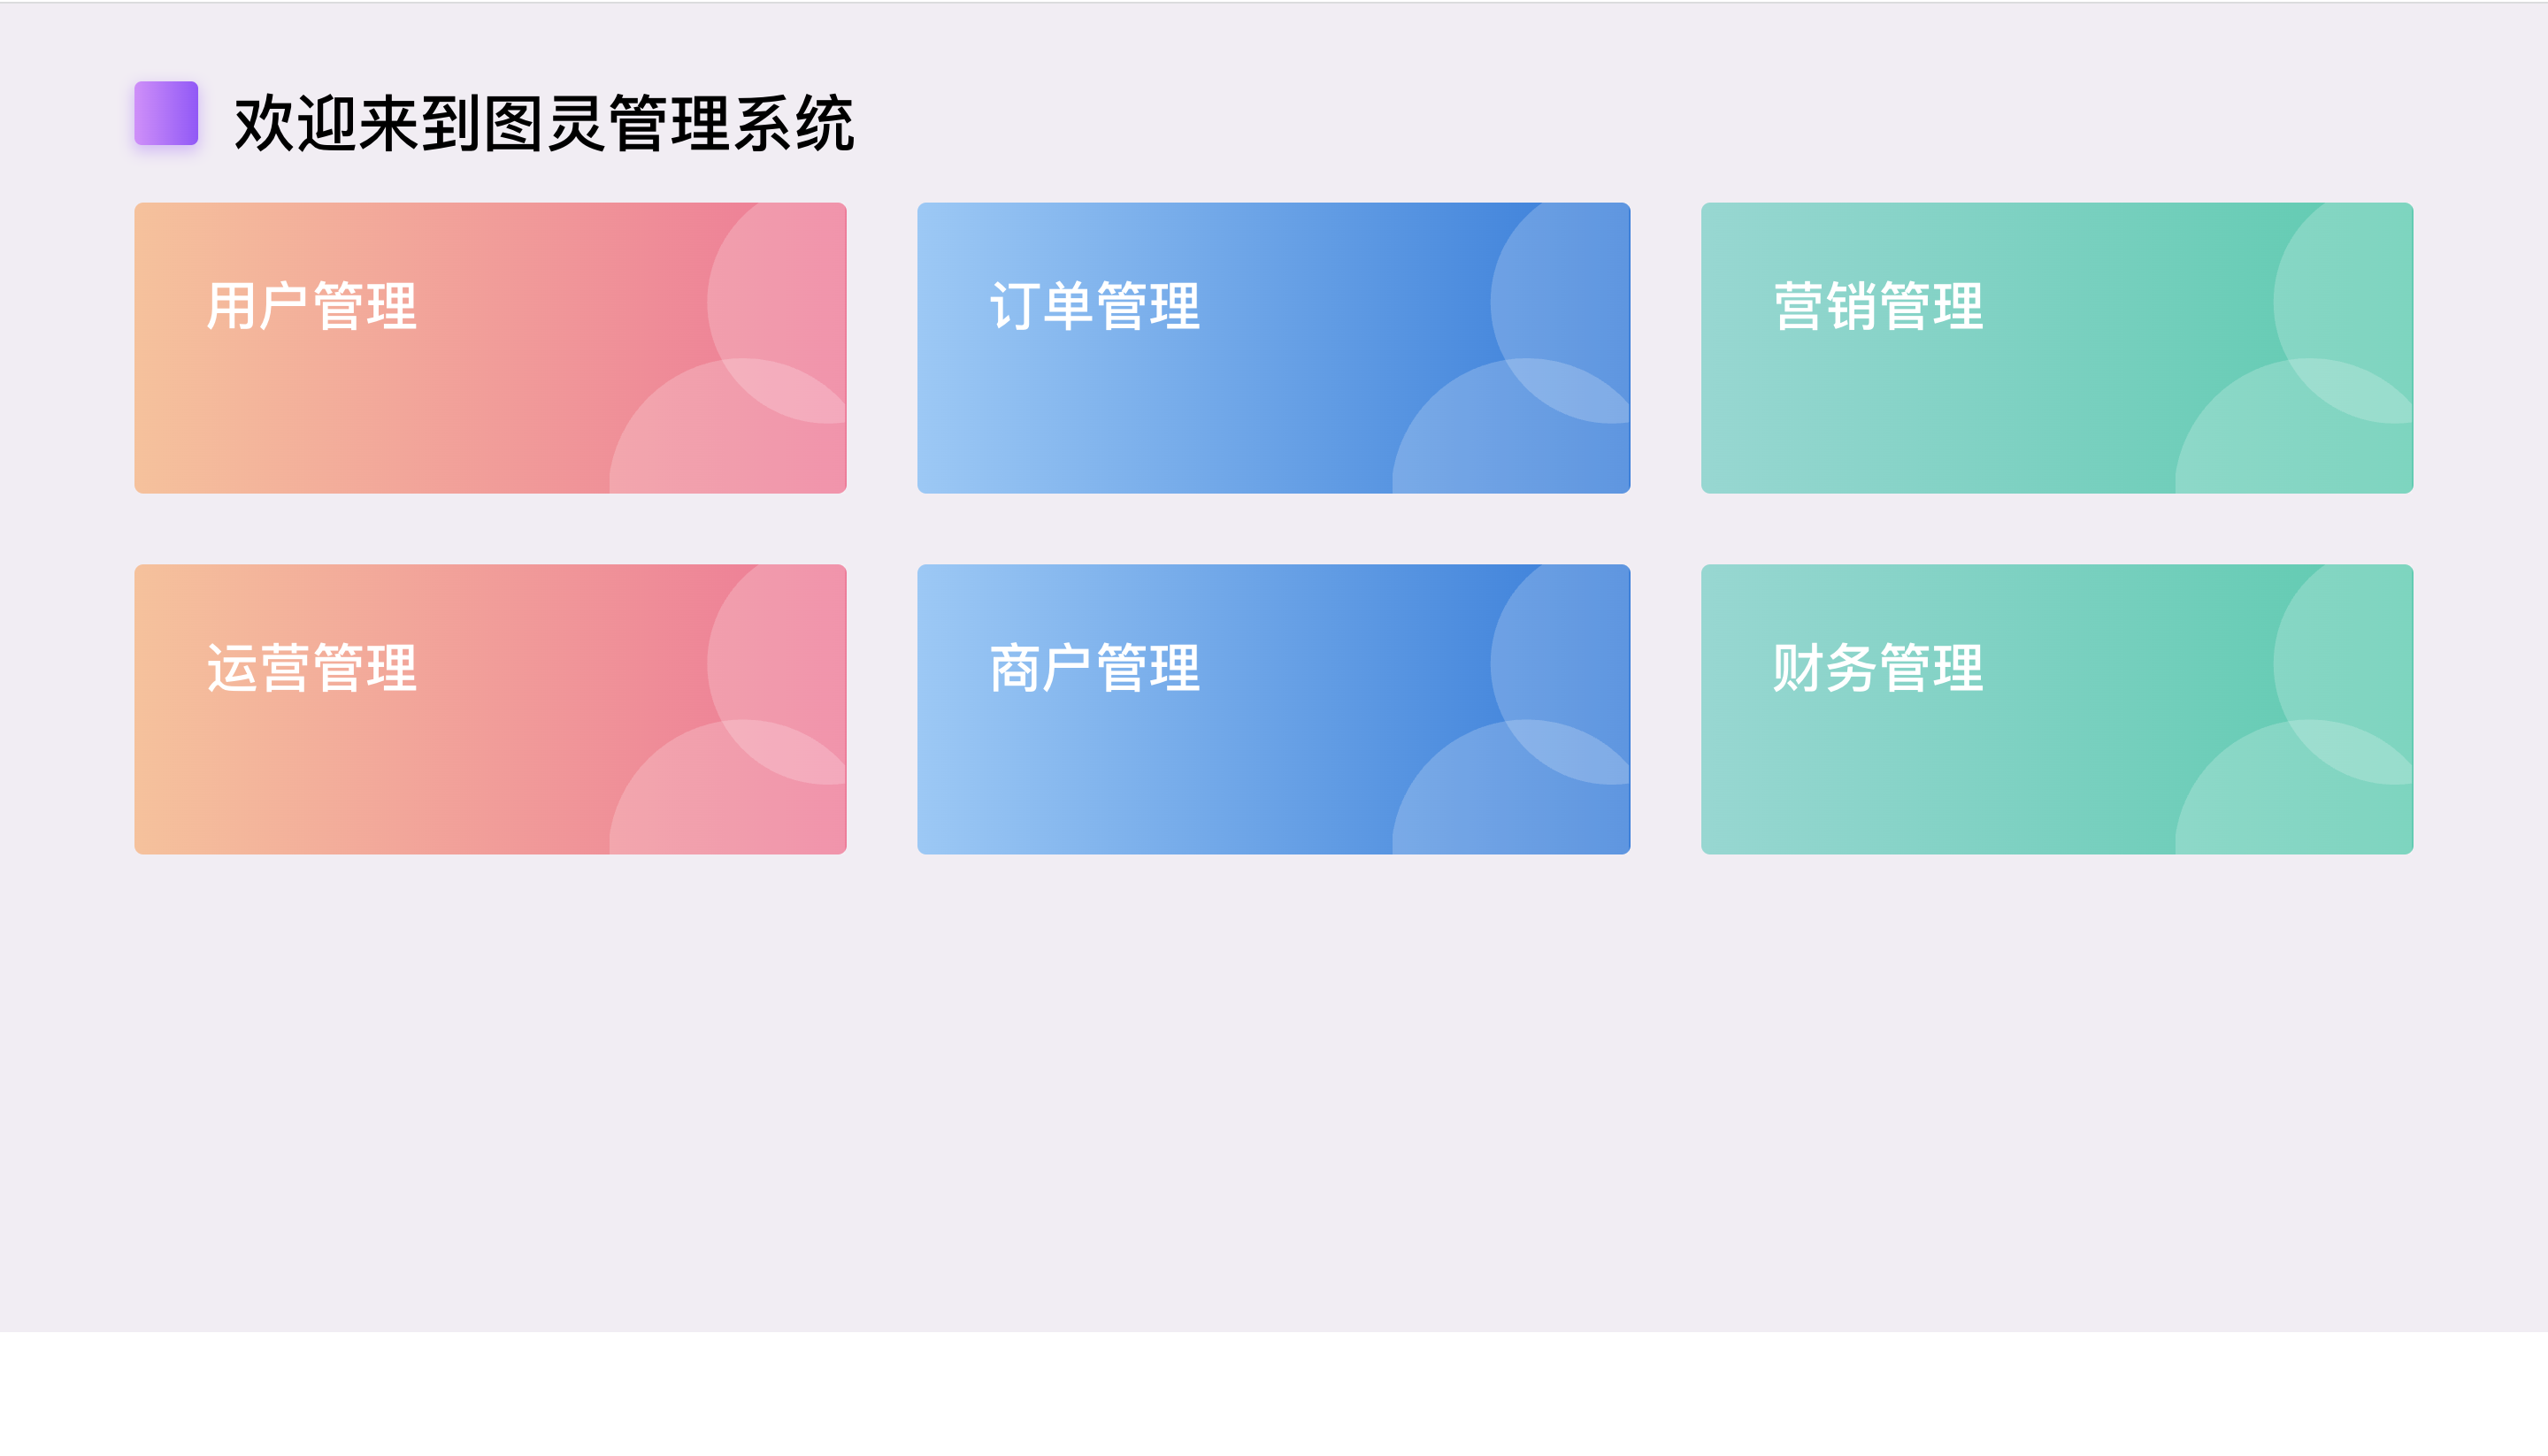 欢迎来到图灵管理系统
用户管理
订单管理
营销管理
运营管理
商户管理
财务管理